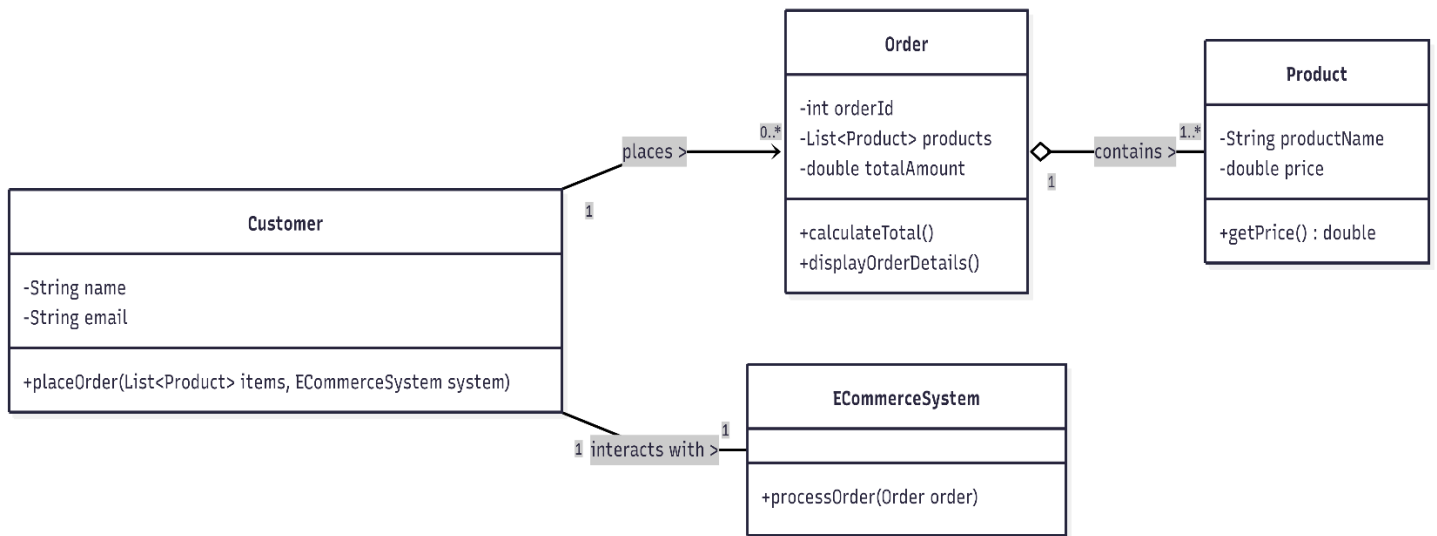 Customer
-String name
-String email
+placeOrder(List<Product> items, ECommerceSystem system)
places >
1
0..*
Order
-int orderId
-List<Product> products
-double totalAmount
+calculateTotal()
+displayOrderDetails()
contains >
1
1..*
Product
-String productName
-double price
+getPrice() : double
1
interacts with >
1
ECommerceSystem
+processOrder(Order order)